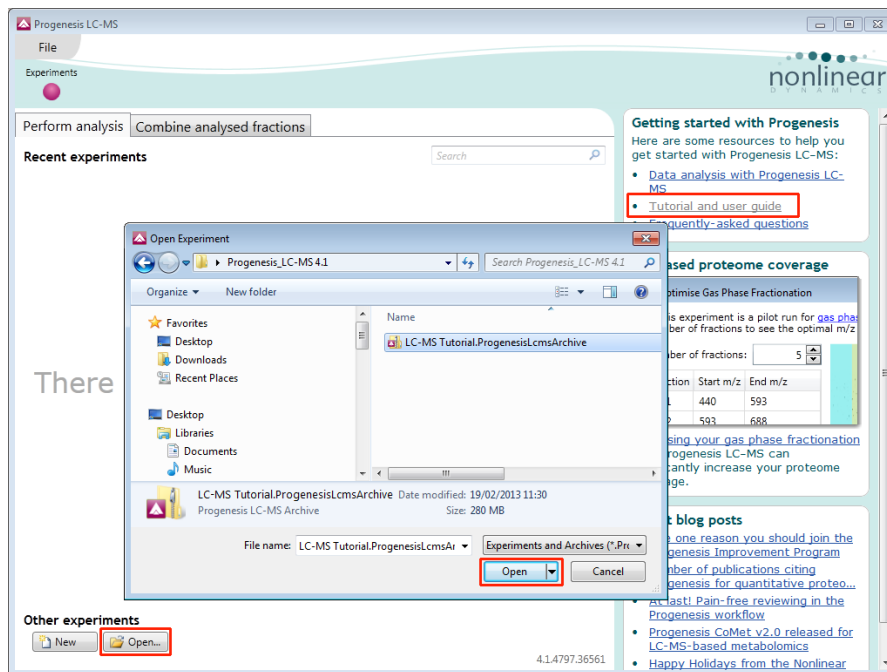 Progenesis LC-MS
File
Experiments
nonlinear
DYNAMICS
Perform analysis
Combine analysed fractions
Recent experiments
Search
There
Other experiments
New
Open...
4.1.4797.36561
Open Experiment
Progenesis_LC-MS 4.1
Search Progenesis_LC-MS 4.1
Organize
New folder
Favorites
Desktop
Downloads
Recent Places
Desktop
Libraries
Documents
Music
Name
LC-MS Tutorial.ProgenesisLcmsArchive
LC-MS Tutorial.ProgenesisLcmsArchive Date modified: 19/02/2013 11:30
Progenesis LC-MS Archive Size: 280 MB
File name: LC-MS Tutorial.ProgenesisLcmsAr
Experiments and Archives (*.Pro
Open
Cancel
Getting started with Progenesis
Here are some resources to help you
get started with Progenesis LC-MS:
• Data analysis with Progenesis LC-
MS
• Tutorial and user guide
• Frequently-asked questions
ased proteome coverage
ptimise Gas Phase Fractionation
is experiment is a pilot run for gas phas
ber of fractions to see the optimal m/z
ber of fractions: 5
ction Start m/z End m/z
1 440 593
2 593 688
sing your gas phase fractionation
rogenesis LC-MS can
cantly increase your proteome
age.
t blog posts
e one reason you should join the
genesis Improvement Program
mber of publications citing
genesis for quantitative proteo...
• At last! Pain-free reviewing in the
Progenesis workflow
• Progenesis CoMet v2.0 released for
LC-MS-based metabolomics
• Happy Holidays from the Nonlinear